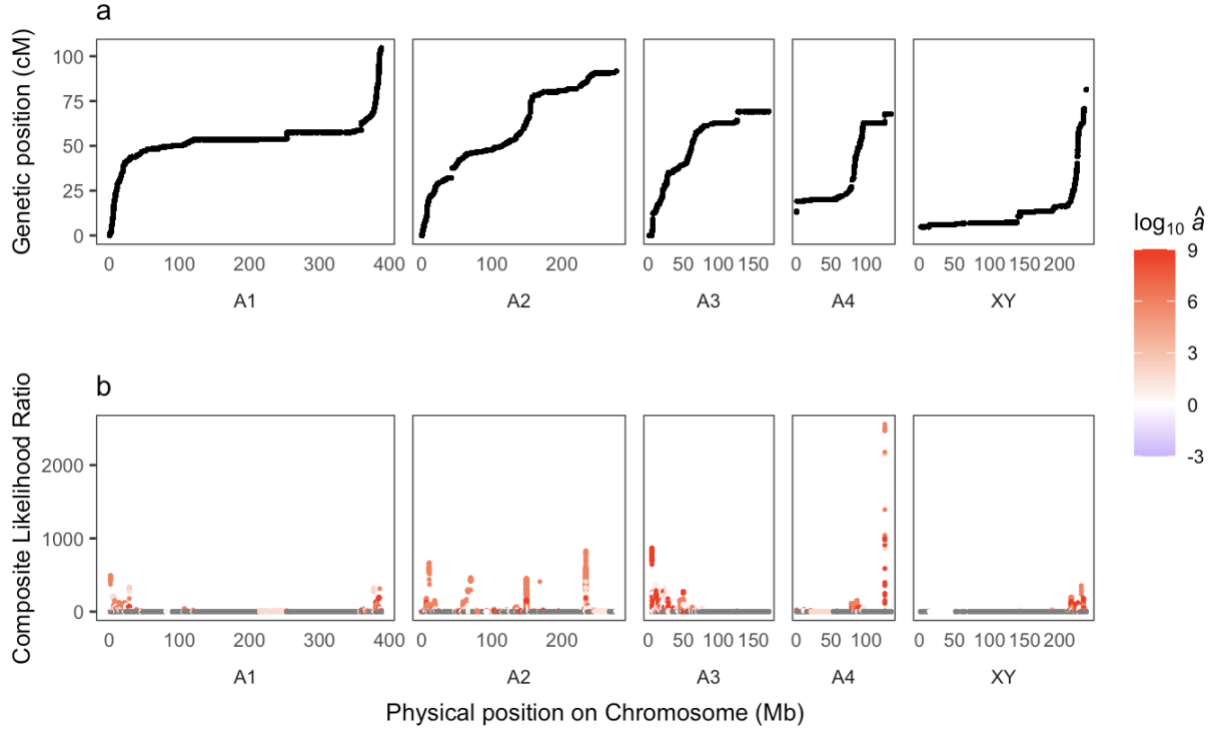 a
Genetic position (cM)
100
75
50
25
0
0 100 200 300 400
0 100 200
0 50 100 150
0 50 100
0 50 100 150 200
A1 A2 A3 A4 XY
log₁₀ â
9
6
3
0
-3
b
Composite Likelihood Ratio
2000
1000
0
0 100 200 300 400
0 100 200
0 50 100 150
0 50 100
0 50 100 150 200
A1 A2 A3 A4 XY
Physical position on Chromosome (Mb)